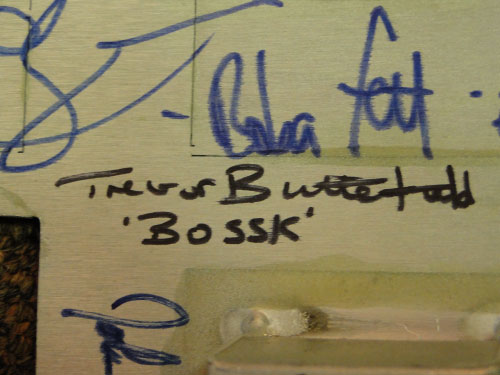 - Boba Fett -
Trevor Butterfield
'BOSSK'